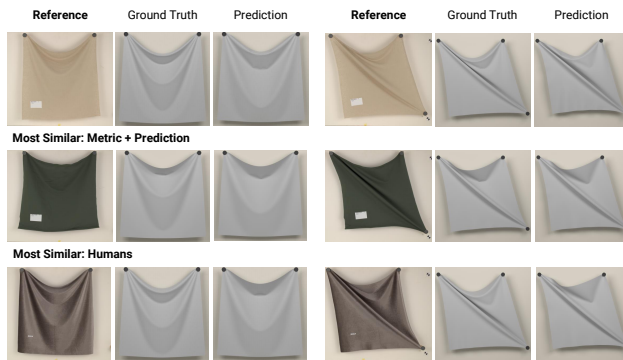 Reference Ground Truth Prediction Reference Ground Truth Prediction
Most Similar: Metric + Prediction
Most Similar: Humans